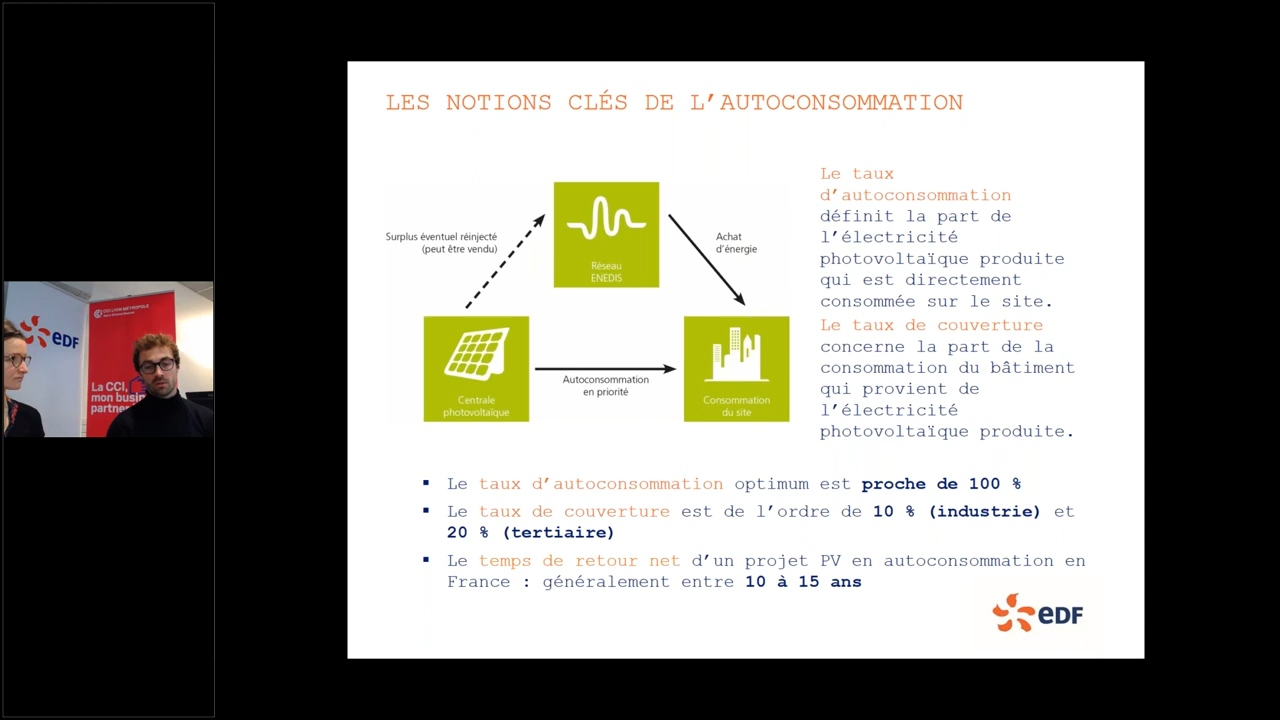 LES NOTIONS CLÉS DE L'AUTOCONSOMMATION
Surplus éventuel réinjecté
(peut être vendu)
Réseau
ENEDIS
Achat
d'énergie
Centrale
photovoltaïque
Autoconsommation
en priorité
Consommation
du site
Le taux
d'autoconsommation
définit la part de
l'électricité
photovoltaïque produite
qui est directement
consommée sur le site.
Le taux de couverture
concerne la part de la
consommation du bâtiment
qui provient de
l'électricité
photovoltaïque produite.
▪ Le taux d'autoconsommation optimum est proche de 100 %
▪ Le taux de couverture est de l'ordre de 10 % (industrie) et
20 % (tertiaire)
▪ Le temps de retour net d'un projet PV en autoconsommation en
France : généralement entre 10 à 15 ans
eDF
eDF
CCI LYON MÉTROPOLE
La CCI,
mon busin
partner